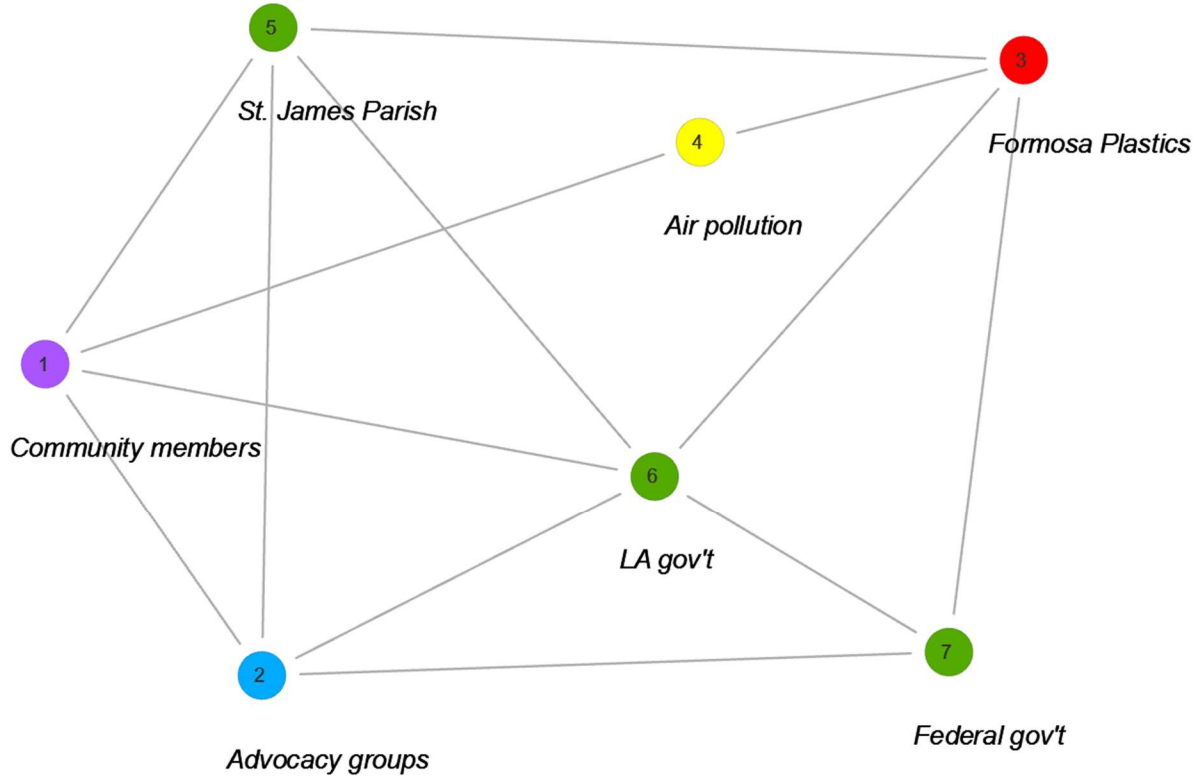 5
3
St. James Parish
4
Formosa Plastics
Air pollution
1
Community members
6
LA gov't
7
2
Federal gov't
Advocacy groups